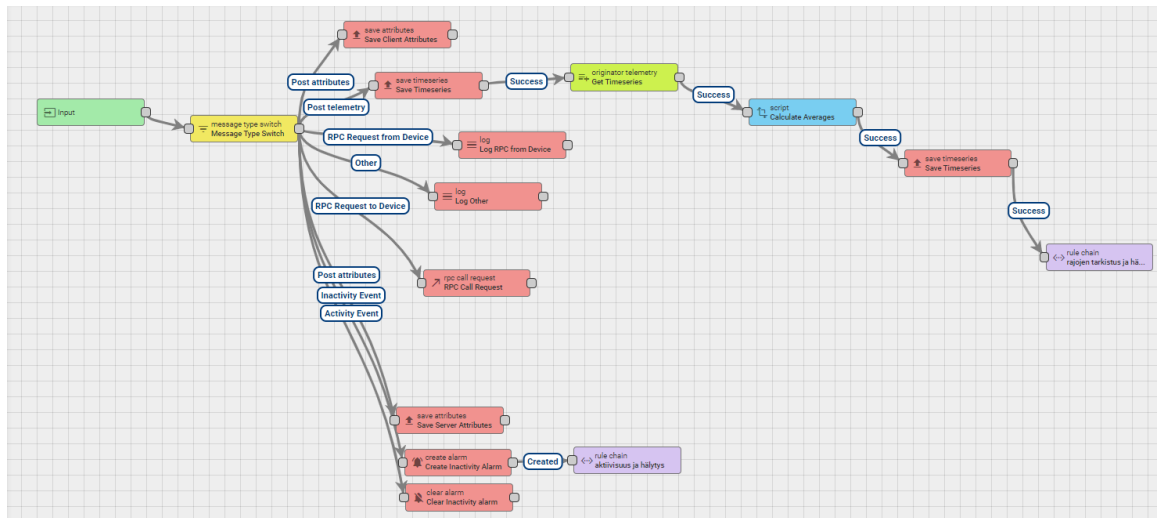 save attributes
Save Client Attributes
Post attributes
save timeseries
Save Timeseries
Success
originator telemetry
Get Timeseries
Success
script
Calculate Averages
Input
Post telemetry
message type switch
Message Type Switch
RPC Request from Device
log
Log RPC from Device
Success
save timeseries
Save Timeseries
Other
log
Log Other
RPC Request to Device
Success
rule chain
rajojen tarkistus ja hä...
Post attributes
rpc call request
RPC Call Request
Inactivity Event
Activity Event
save attributes
Save Server Attributes
create alarm
Create Inactivity Alarm
Created
rule chain
aktiivisuus ja hälytys
clear alarm
Clear Inactivity alarm